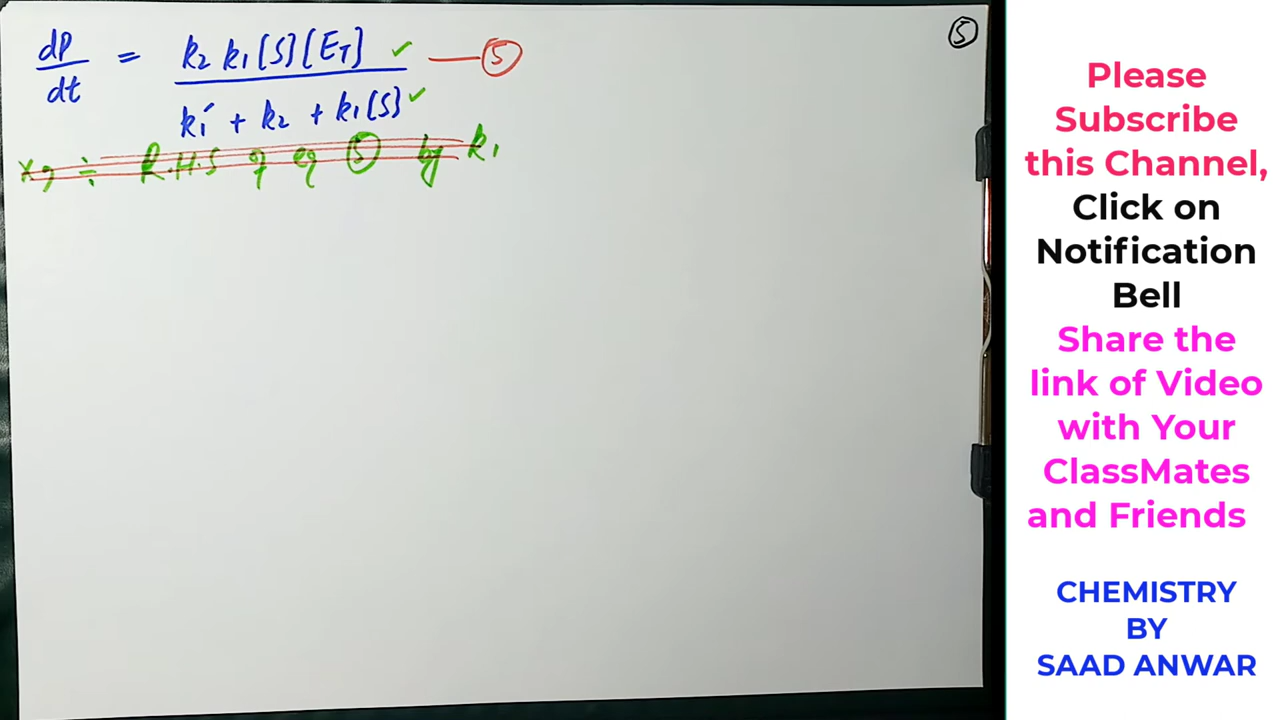 dP/dt = k₂ k₁[S][E_T] ✓ / k₁′ + k₂ + k₁[S] ✓ — ⑤
⑤
x, ÷ R.H.S of eq ⑤ by k₁
Please
Subscribe
this Channel,
Click on
Notification
Bell
Share the
link of Video
with Your
ClassMates
and Friends
CHEMISTRY
BY
SAAD ANWAR